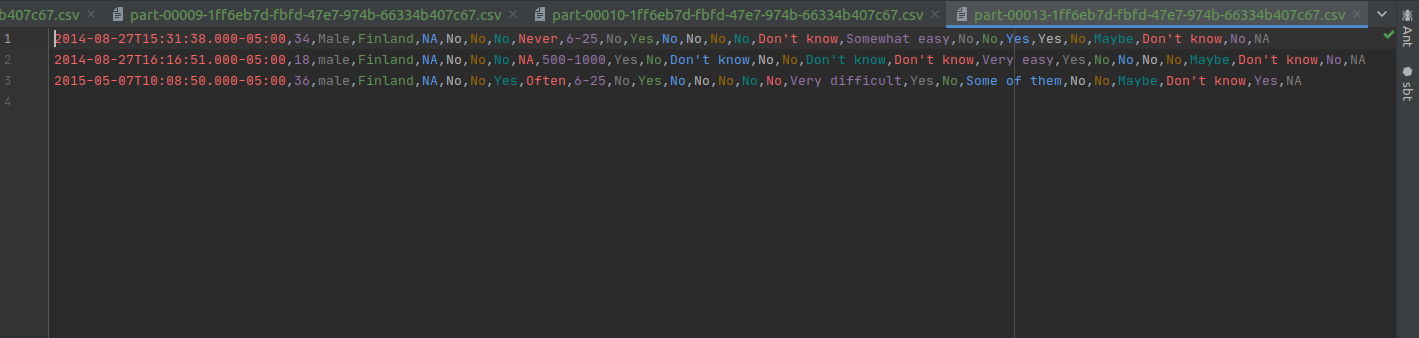 b407c67.csv
part-00009-1ff6eb7d-fbfd-47e7-974b-66334b407c67.csv
part-00010-1ff6eb7d-fbfd-47e7-974b-66334b407c67.csv
part-00013-1ff6eb7d-fbfd-47e7-974b-66334b407c67.csv
1 2014-08-27T15:31:38.000-05:00,34,Male,Finland,NA,No,No,No,Never,6-25,No,Yes,No,No,No,No,Don't know,Somewhat easy,No,No,Yes,Yes,No,Maybe,Don't know,No,NA
2 2014-08-27T16:16:51.000-05:00,18,male,Finland,NA,No,No,No,NA,500-1000,Yes,No,Don't know,No,No,Don't know,Don't know,Very easy,Yes,No,No,No,No,Maybe,Don't know,No,NA
3 2015-05-07T10:08:50.000-05:00,36,male,Finland,NA,No,No,Yes,Often,6-25,No,Yes,No,No,No,No,No,Very difficult,Yes,No,Some of them,No,No,Maybe,Don't know,Yes,NA
4
Ant
sbt